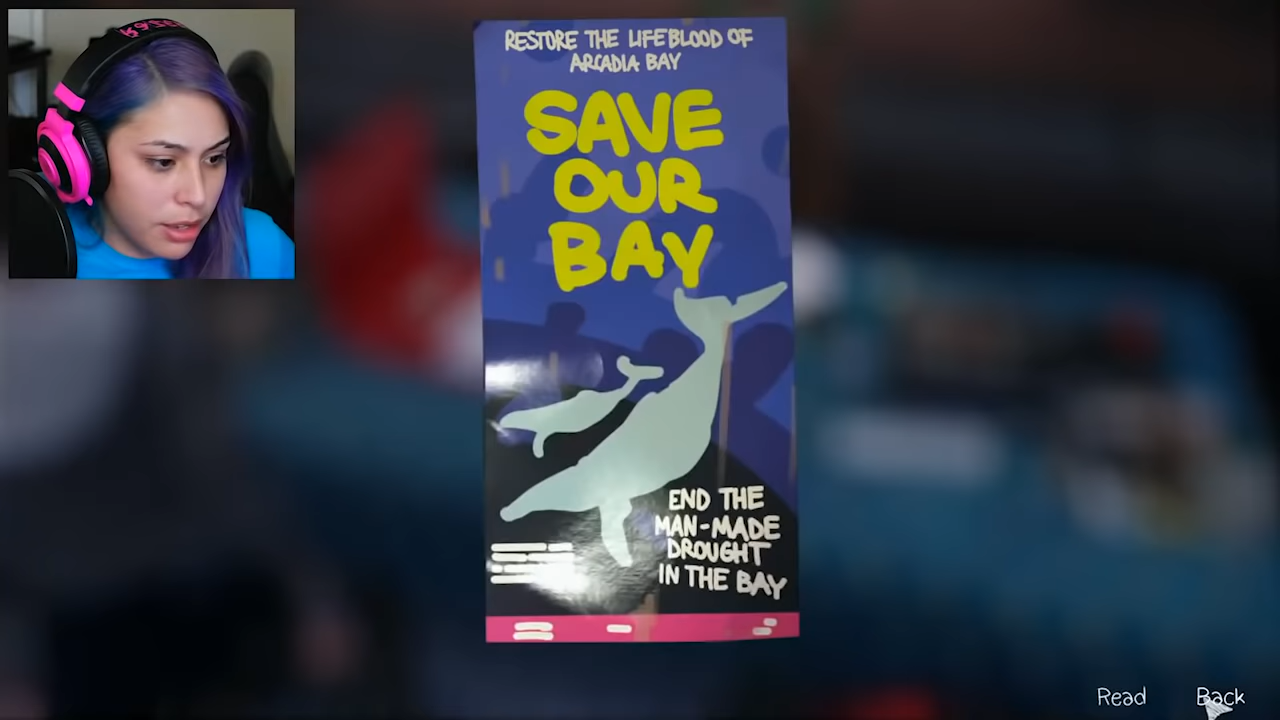 RESTORE THE LIFEBLOOD OF
ARCADIA BAY
SAVE
OUR
BAY
END THE
MAN-MADE
DROUGHT
IN THE BAY
Read Back